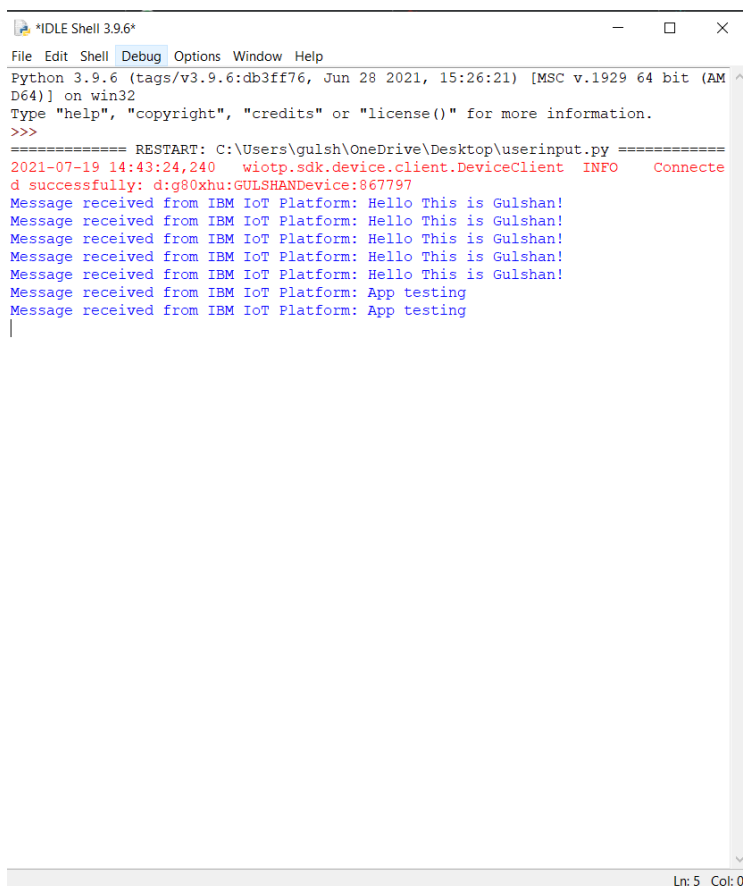 *IDLE Shell 3.9.6*
File Edit Shell Debug Options Window Help
Python 3.9.6 (tags/v3.9.6:db3ff76, Jun 28 2021, 15:26:21) [MSC v.1929 64 bit (AM
D64)] on win32
Type "help", "copyright", "credits" or "license()" for more information.
>>>
============= RESTART: C:\Users\gulsh\OneDrive\Desktop\userinput.py ============
2021-07-19 14:43:24,240   wiotp.sdk.device.client.DeviceClient  INFO    Connecte
d successfully: d:g80xhu:GULSHANDevice:867797
Message received from IBM IoT Platform: Hello This is Gulshan!
Message received from IBM IoT Platform: Hello This is Gulshan!
Message received from IBM IoT Platform: Hello This is Gulshan!
Message received from IBM IoT Platform: Hello This is Gulshan!
Message received from IBM IoT Platform: Hello This is Gulshan!
Message received from IBM IoT Platform: App testing
Message received from IBM IoT Platform: App testing
Ln: 5 Col: 0